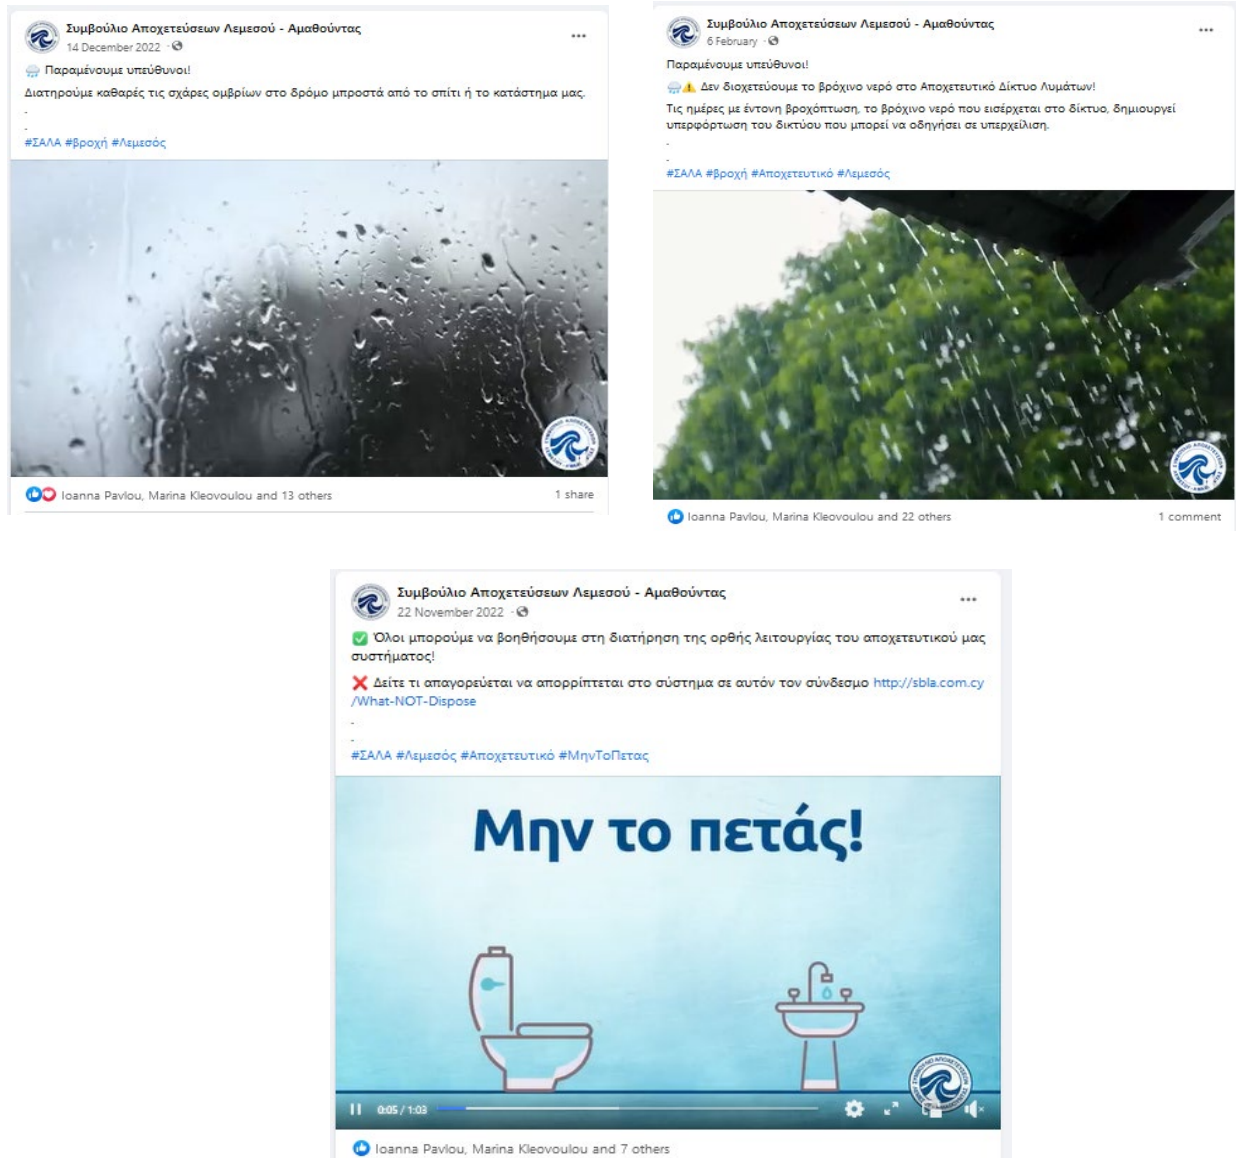 Συμβούλιο Αποχετεύσεων Λεμεσού - Αμαθούντας
14 December 2022
Παραμένουμε υπεύθυνοι!
Διατηρούμε καθαρές τις σχάρες ομβρίων στο δρόμο μπροστά από το σπίτι ή το κατάστημα μας.
.
.
#ΣΑΛΑ #βροχή #Λεμεσός
Ioanna Pavlou, Marina Kleovoulou and 13 others
1 share
Συμβούλιο Αποχετεύσεων Λεμεσού - Αμαθούντας
6 February
Παραμένουμε υπεύθυνοι!
Δεν διοχετεύουμε το βρόχινο νερό στο Αποχετευτικό Δίκτυο Λυμάτων!
Τις ημέρες με έντονη βροχόπτωση, το βρόχινο νερό που εισέρχεται στο δίκτυο, δημιουργεί
υπερφόρτωση του δικτύου που μπορεί να οδηγήσει σε υπερχείλιση.
.
.
#ΣΑΛΑ #βροχή #Αποχετευτικό #Λεμεσός
Ioanna Pavlou, Marina Kleovoulou and 22 others
1 comment
Συμβούλιο Αποχετεύσεων Λεμεσού - Αμαθούντας
22 November 2022
Όλοι μπορούμε να βοηθήσουμε στη διατήρηση της ορθής λειτουργίας του αποχετευτικού μας
συστήματος!
Δείτε τι απαγορεύεται να απορρίπτεται στο σύστημα σε αυτόν τον σύνδεσμο http://sbla.com.cy
/What-NOT-Dispose
.
.
#ΣΑΛΑ #Λεμεσός #Αποχετευτικό #ΜηνΤοΠετας
Μην το πετάς!
0:05 / 1:03
Ioanna Pavlou, Marina Kleovoulou and 7 others